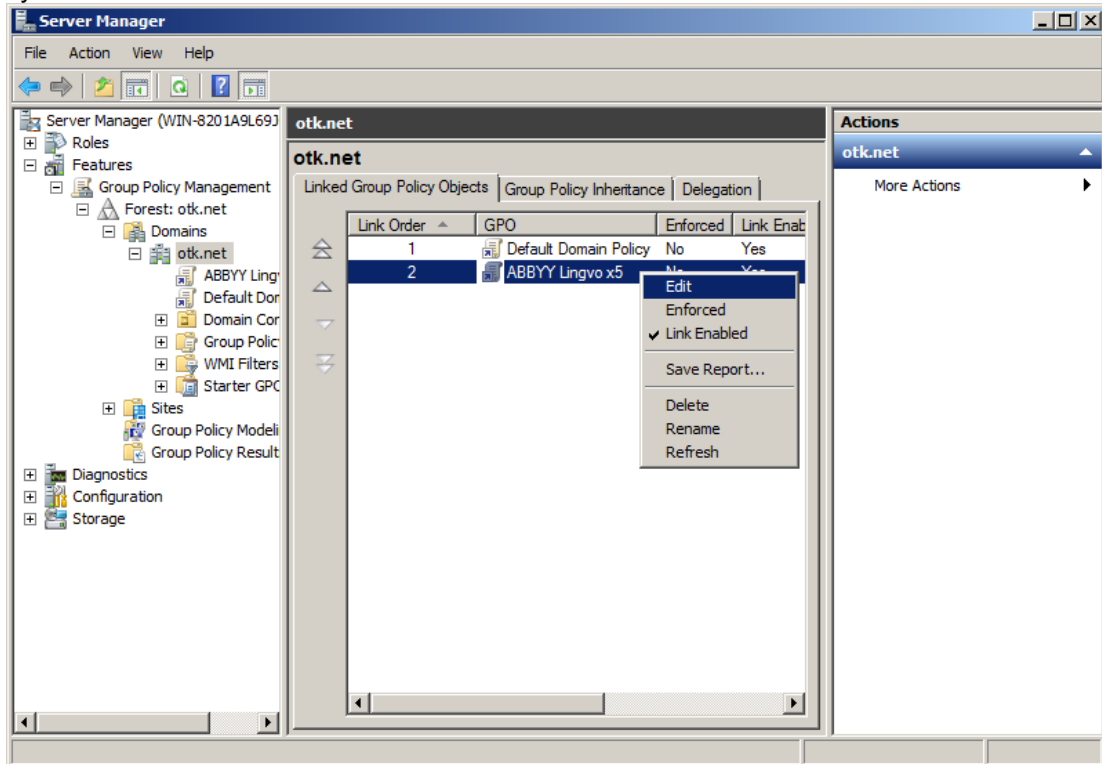 Server Manager
File Action View Help
Server Manager (WIN-8201A9L69J
Roles
Features
Group Policy Management
Forest: otk.net
Domains
otk.net
ABBYY Ling
Default Dor
Domain Cor
Group Polic
WMI Filters
Starter GPC
Sites
Group Policy Modeli
Group Policy Result
Diagnostics
Configuration
Storage
otk.net
otk.net
Linked Group Policy Objects Group Policy Inheritance Delegation
Link Order GPO Enforced Link Enab
1 Default Domain Policy No Yes
2 ABBYY Lingvo x5 No Yes
Edit
Enforced
Link Enabled
Save Report...
Delete
Rename
Refresh
Actions
otk.net
More Actions